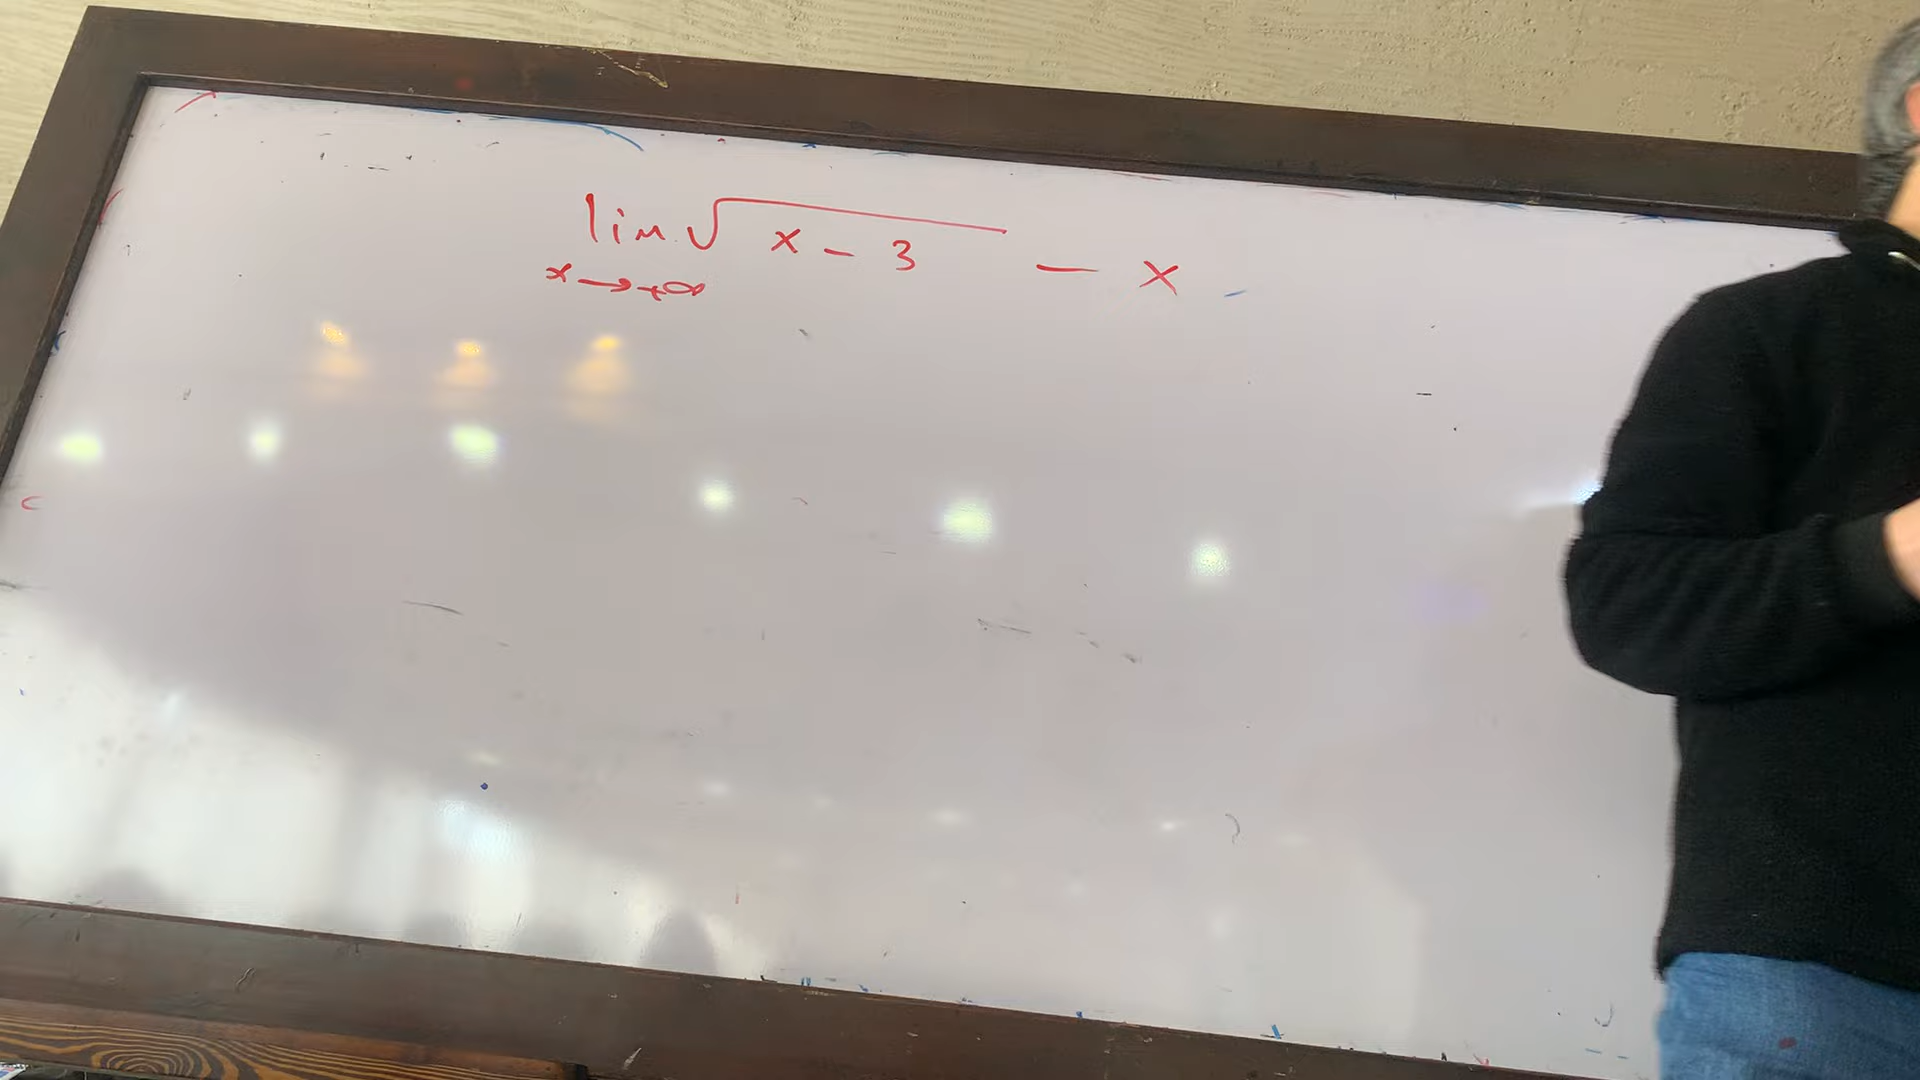 lim √(x - 3) - x
x → +∞